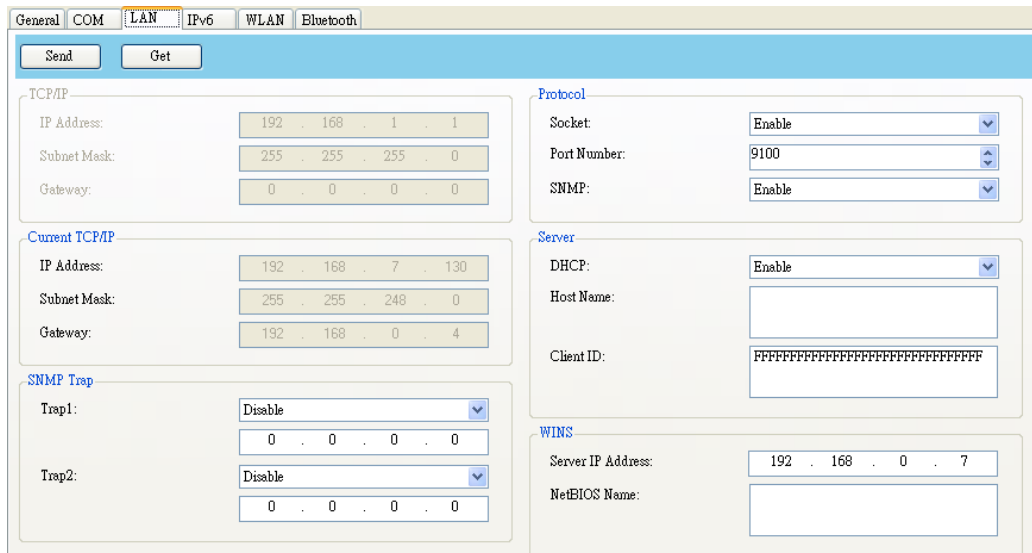 General COM LAN IPv6 WLAN Bluetooth
Send Get
TCP/IP
IP Address: 192 . 168 . 1 . 1
Subnet Mask: 255 . 255 . 255 . 0
Gateway: 0 . 0 . 0 . 0
Current TCP/IP
IP Address: 192 . 168 . 7 . 130
Subnet Mask: 255 . 255 . 248 . 0
Gateway: 192 . 168 . 0 . 4
SNMP Trap
Trap1: Disable
0 . 0 . 0 . 0
Trap2: Disable
0 . 0 . 0 . 0
Protocol
Socket: Enable
Port Number: 9100
SNMP: Enable
Server
DHCP: Enable
Host Name:
Client ID: FFFFFFFFFFFFFFFFFFFFFFFFFFFFFFFF
WINS
Server IP Address: 192 . 168 . 0 . 7
NetBIOS Name: